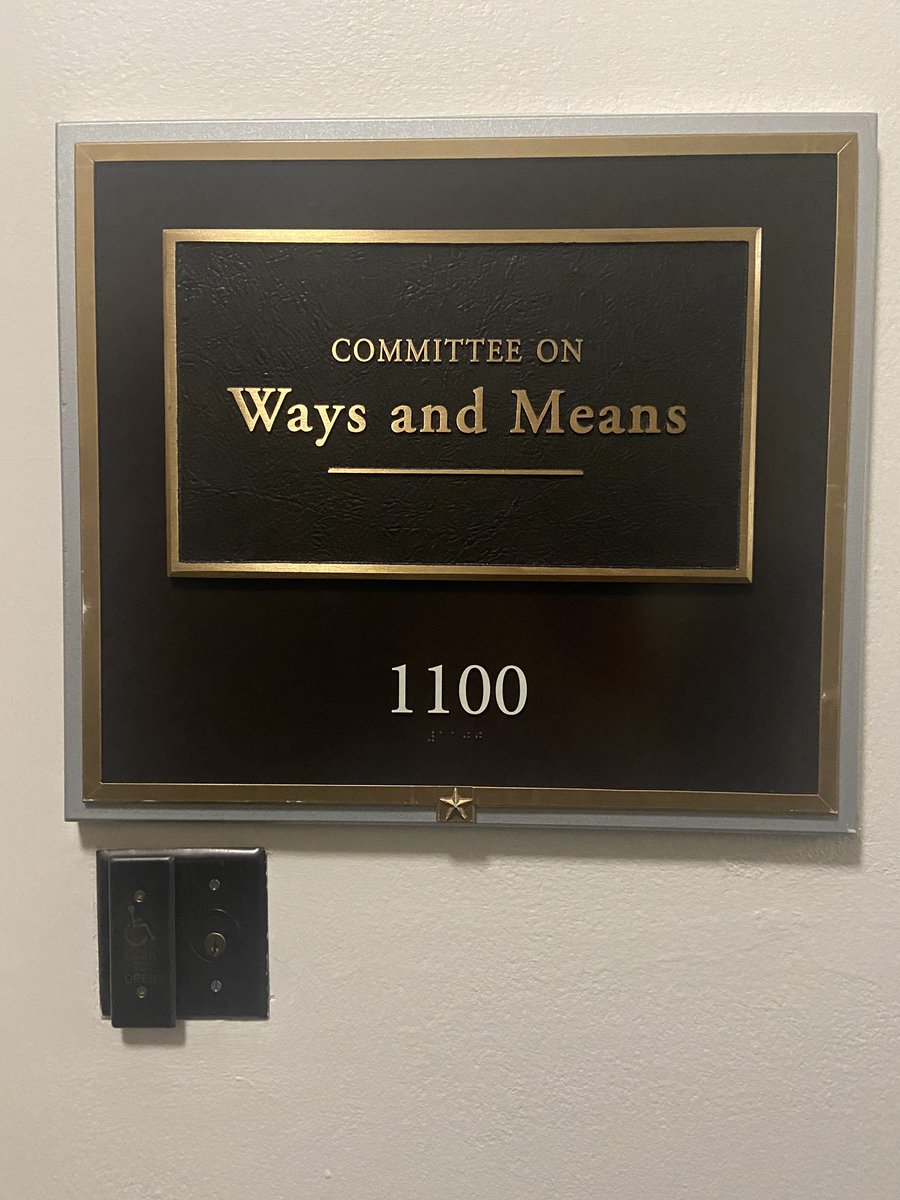 COMMITTEE ON
Ways and Means
1100